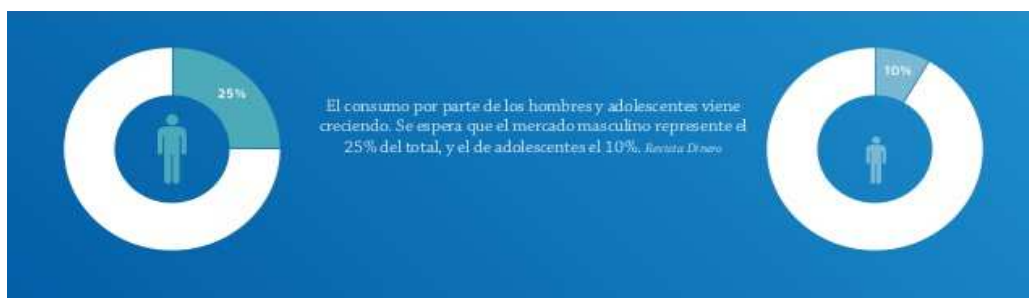 25%
El consumo por parte de los hombres y adolescentes viene
creciendo. Se espera que el mercado masculino represente el
25% del total, y el de adolescentes el 10%. Revista Dinero
10%